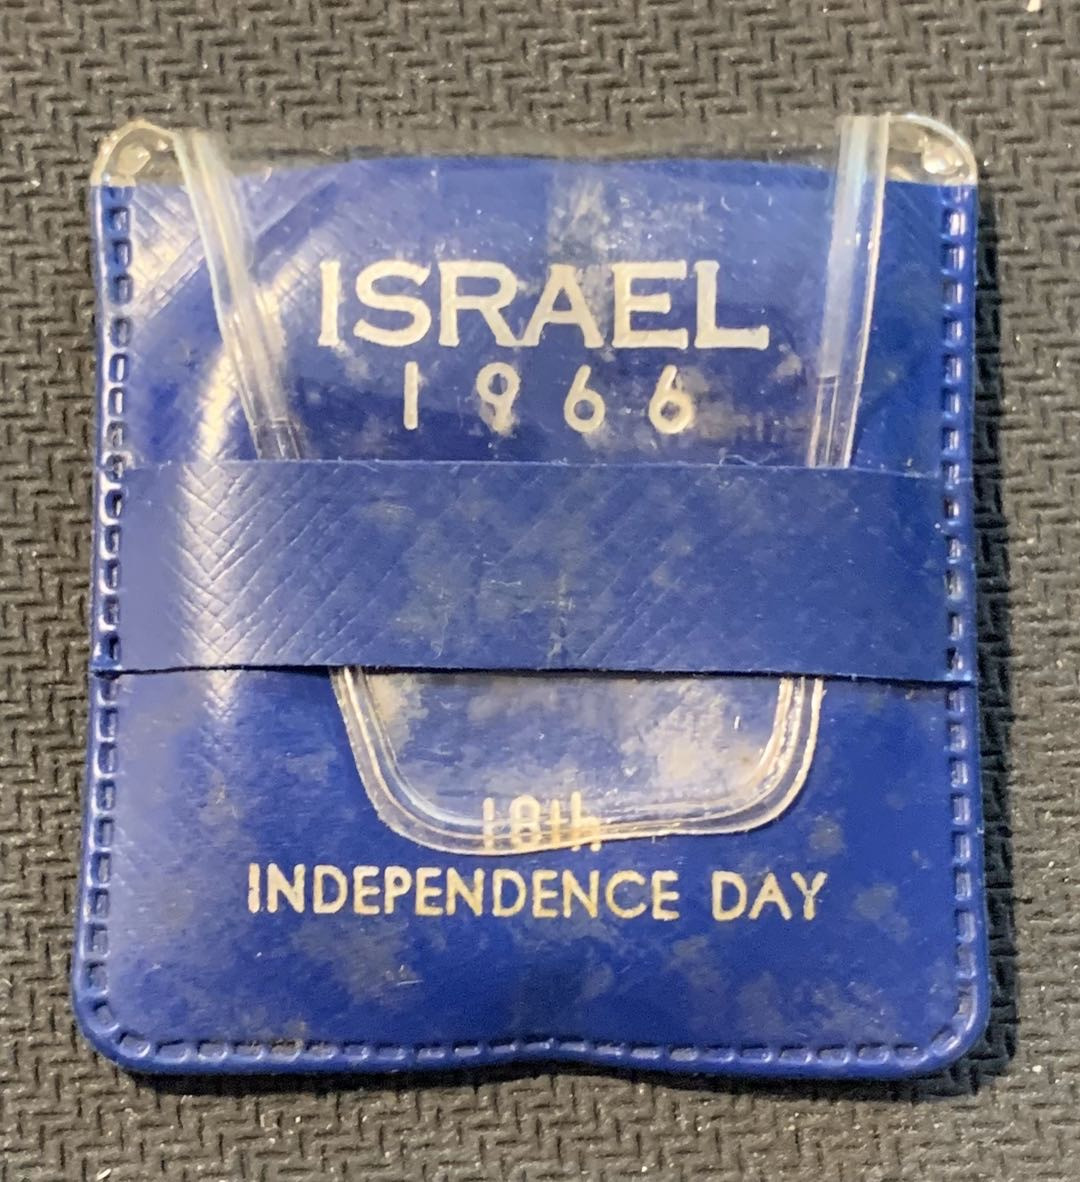 ISRAEL
1966
18th
INDEPENDENCE DAY